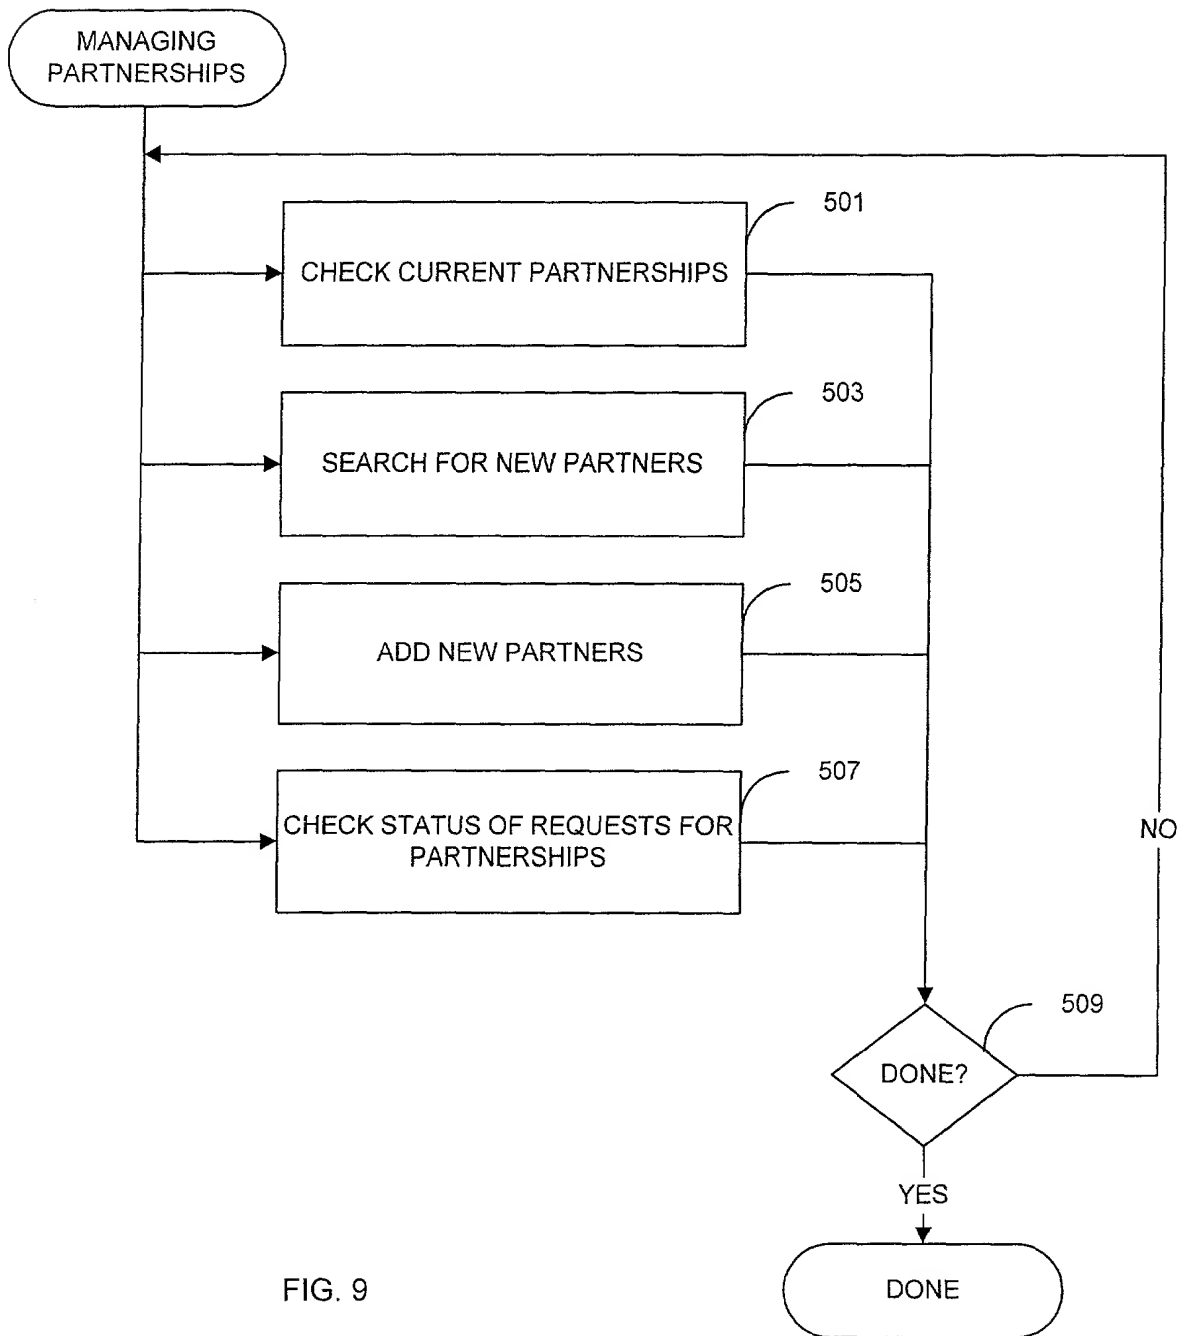 MANAGING
PARTNERSHIPS
501
CHECK CURRENT PARTNERSHIPS
503
SEARCH FOR NEW PARTNERS
505
ADD NEW PARTNERS
507
CHECK STATUS OF REQUESTS FOR
PARTNERSHIPS
NO
509
DONE?
YES
DONE
FIG. 9